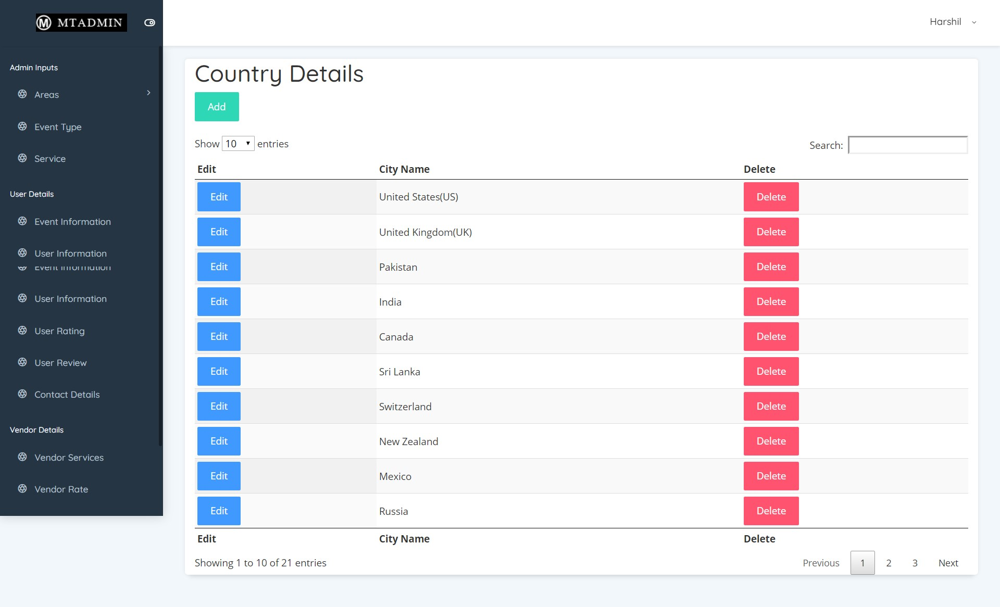 MTADMIN
Harshil
Admin Inputs
Areas
Event Type
Service
User Details
Event Information
User Information
Event Information
User Information
User Rating
User Review
Contact Details
Vendor Details
Vendor Services
Vendor Rate
Country Details
Add
Show 10 entries
Search:
Edit City Name Delete
Edit United States(US) Delete
Edit United Kingdom(UK) Delete
Edit Pakistan Delete
Edit India Delete
Edit Canada Delete
Edit Sri Lanka Delete
Edit Switzerland Delete
Edit New Zealand Delete
Edit Mexico Delete
Edit Russia Delete
Edit City Name Delete
Showing 1 to 10 of 21 entries
Previous 1 2 3 Next